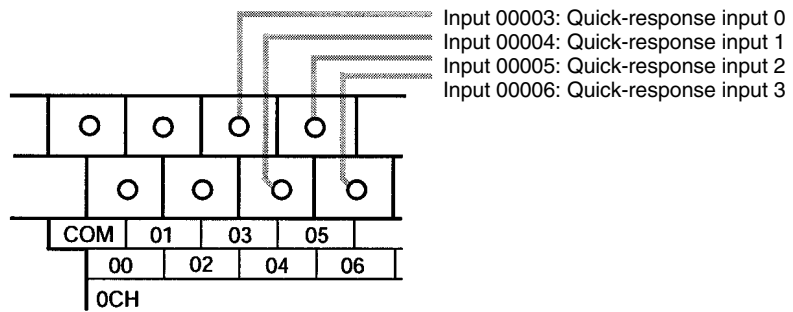 Input 00003: Quick-response input 0
Input 00004: Quick-response input 1
Input 00005: Quick-response input 2
Input 00006: Quick-response input 3
COM 01 03 05
00 02 04 06
0CH